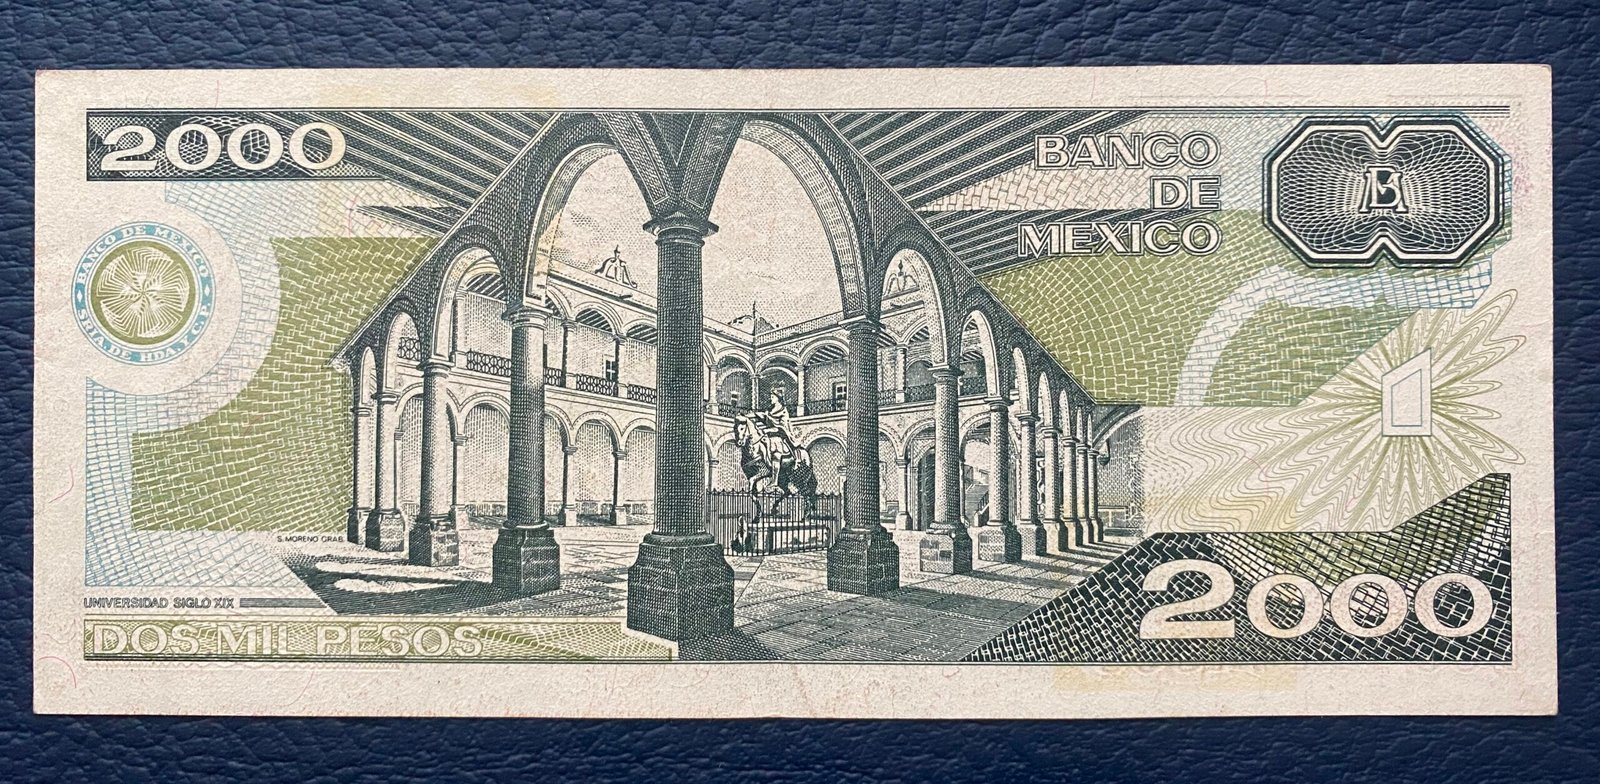 2000
BANCO
DE
MEXICO
BANCO DE MEXICO
SRIA DE HDA. Y C. P.
S. MORENO GRAB.
UNIVERSIDAD SIGLO XIX
DOS MIL PESOS
2000